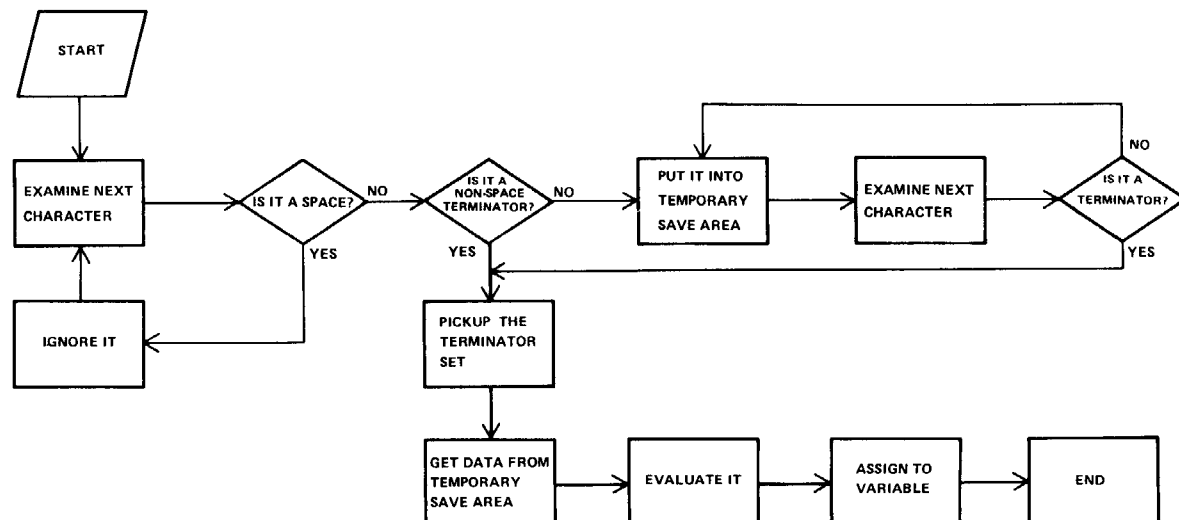 START
EXAMINE NEXT
CHARACTER
IS IT A SPACE?
NO
YES
IGNORE IT
IS IT A
NON-SPACE
TERMINATOR?
NO
YES
PUT IT INTO
TEMPORARY
SAVE AREA
EXAMINE NEXT
CHARACTER
IS IT A
TERMINATOR?
NO
YES
PICKUP THE
TERMINATOR
SET
GET DATA FROM
TEMPORARY
SAVE AREA
EVALUATE IT
ASSIGN TO
VARIABLE
END